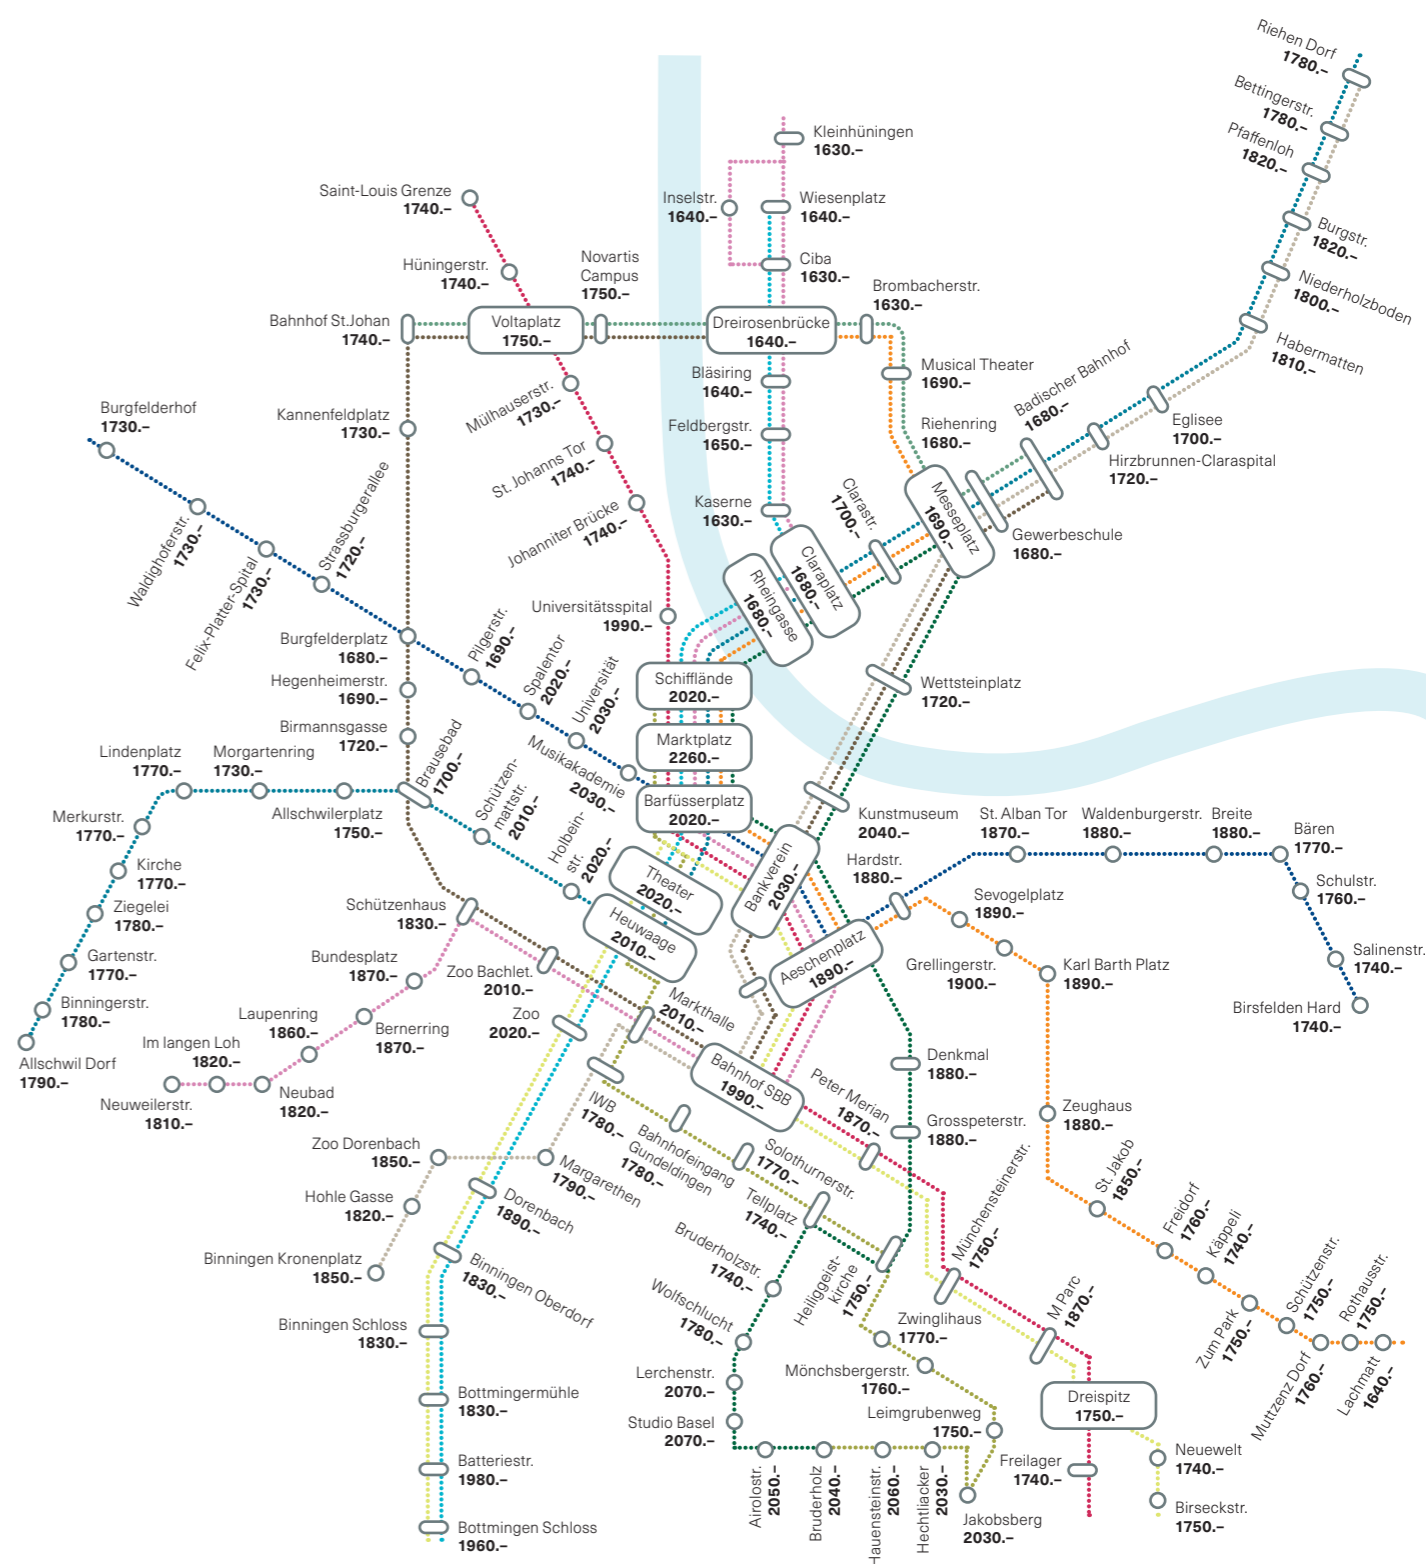 Riehen Dorf
1780.–
Bettingerstr.
1780.–
Pfaffenloh
1820.–
Burgstr.
1820.–
Niederholzboden
1800.–
Habermatten
1810.–
Kleinhüningen
1630.–
Saint-Louis Grenze
1740.–
Inselstr.
1640.–
Wiesenplatz
1640.–
Hüningerstr.
1740.–
Novartis
Campus
1750.–
Ciba
1630.–
Brombacherstr.
1630.–
Bahnhof St.Johan
1740.–
Voltaplatz
1750.–
Dreirosenbrücke
1640.–
Musical Theater
1690.–
Badischer Bahnhof
1680.–
Bläsiring
1640.–
Mülhauserstr.
1730.–
Eglisee
1700.–
Burgfelderhof
1730.–
Kannenfeldplatz
1730.–
Feldbergstr.
1650.–
Riehenring
1680.–
Hirzbrunnen-Claraspital
1720.–
St. Johanns Tor
1740.–
Johanniter Brücke
1740.–
Kaserne
1630.–
Clarastr.
1700.–
Messeplatz
1690.–
Gewerbeschule
1680.–
Waldighoferstr.
1730.–
Felix-Platter-Spital
1730.–
Strassburgerallee
1720.–
Claraplatz
1680.–
Rheingasse
1680.–
Universitätsspital
1990.–
Burgfelderplatz
1680.–
Pilgerstr.
1690.–
Spalentor
2020.–
Universität
2030.–
Schifflände
2020.–
Wettsteinplatz
1720.–
Hegenheimerstr.
1690.–
Birmannsgasse
1720.–
Marktplatz
2260.–
Musikakademie
2030.–
Lindenplatz
1770.–
Morgartenring
1730.–
Brausebad
1700.–
Schützen-
mattstr.
2010.–
Barfüsserplatz
2020.–
Allschwilerplatz
1750.–
Merkurstr.
1770.–
Kunstmuseum
2040.–
St. Alban Tor
1870.–
Waldenburgerstr.
1880.–
Breite
1880.–
Bären
1770.–
Kirche
1770.–
Holbein-
str.
2020.–
Theater
2020.–
Bankverein
2030.–
Hardstr.
1880.–
Schulstr.
1760.–
Ziegelei
1780.–
Schützenhaus
1830.–
Heuwaage
2010.–
Sevogelplatz
1890.–
Gartenstr.
1770.–
Bundesplatz
1870.–
Zoo Bachlet.
2010.–
Aeschenplatz
1890.–
Grellingerstr.
1900.–
Karl Barth Platz
1890.–
Salinenstr.
1740.–
Binningerstr.
1780.–
Laupenring
1860.–
Bernerring
1870.–
Zoo
2020.–
Markthalle
2010.–
Birsfelden Hard
1740.–
Allschwil Dorf
1790.–
Im langen Loh
1820.–
Neubad
1820.–
Neuweilerstr.
1810.–
Bahnhof SBB
1990.–
Denkmal
1880.–
Peter Merian
1870.–
IWB
1780.–
Grosspeterstr.
1880.–
Zeughaus
1880.–
Bahnhofeingang
Gundeldingen
1780.–
Solothurnerstr.
1770.–
Zoo Dorenbach
1850.–
Margarethen
1790.–
Tellplatz
1740.–
Münchensteinerstr.
1750.–
St. Jakob
1850.–
Hohle Gasse
1820.–
Dorenbach
1890.–
Freidorf
1760.–
Binningen Kronenplatz
1850.–
Binningen Oberdorf
1830.–
Bruderholzstr.
1740.–
Heiliggeist-
kirche
1750.–
Käppeli
1740.–
M Parc
1870.–
Schützenstr.
1750.–
Rothausstr.
1750.–
Binningen Schloss
1830.–
Wolfschlucht
1780.–
Zwinglihaus
1770.–
Zum Park
1750.–
Muttzenz Dorf
1760.–
Lachmatt
1640.–
Lerchenstr.
2070.–
Mönchsbergerstr.
1760.–
Bottmingermühle
1830.–
Studio Basel
2070.–
Leimgrubenweg
1750.–
Dreispitz
1750.–
Batteriestr.
1980.–
Airolostr.
2050.–
Bruderholz
2040.–
Hauensteinstr.
2060.–
Hechtliacker
2030.–
Freilager
1740.–
Neuewelt
1740.–
Bottmingen Schloss
1960.–
Jakobsberg
2030.–
Birseckstr.
1750.–